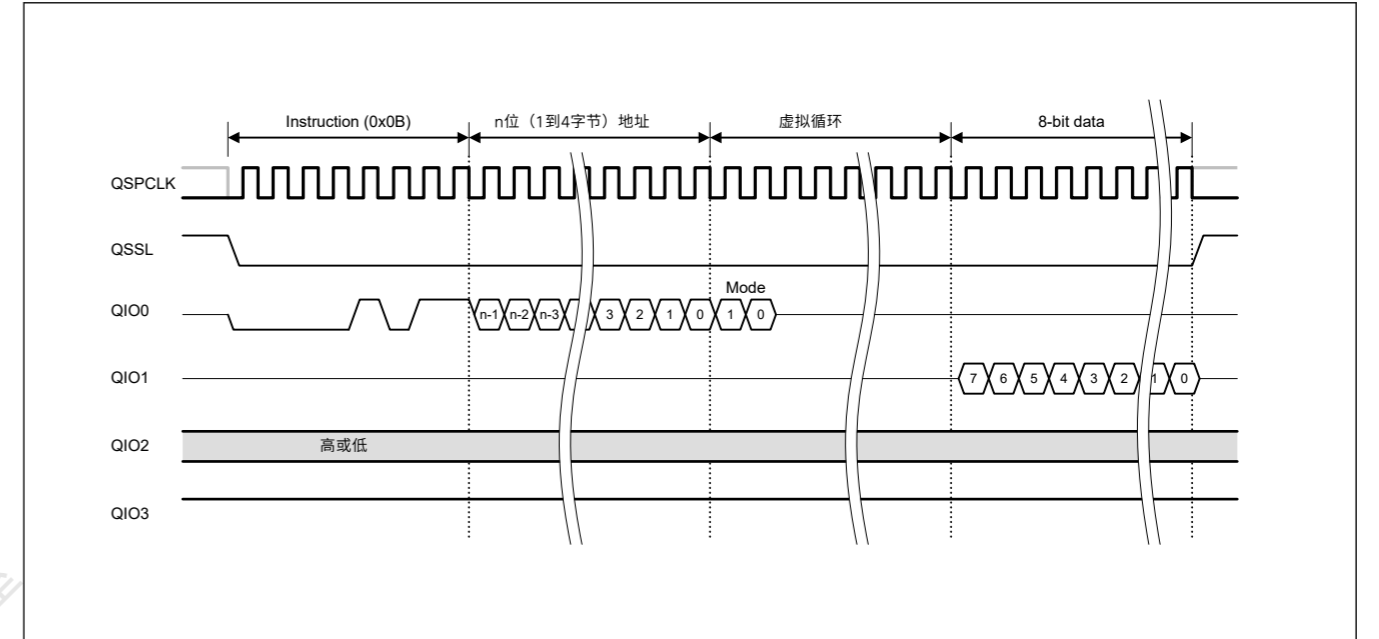 Instruction (0x0B) n位（1到4字节）地址 虚拟循环 8-bit data
QSPCLK
QSSL
Mode
QIO0 n-1 n-2 n-3 3 2 1 0 1 0
QIO1 7 6 5 4 3 2 1 0
QIO2 高或低
QIO3